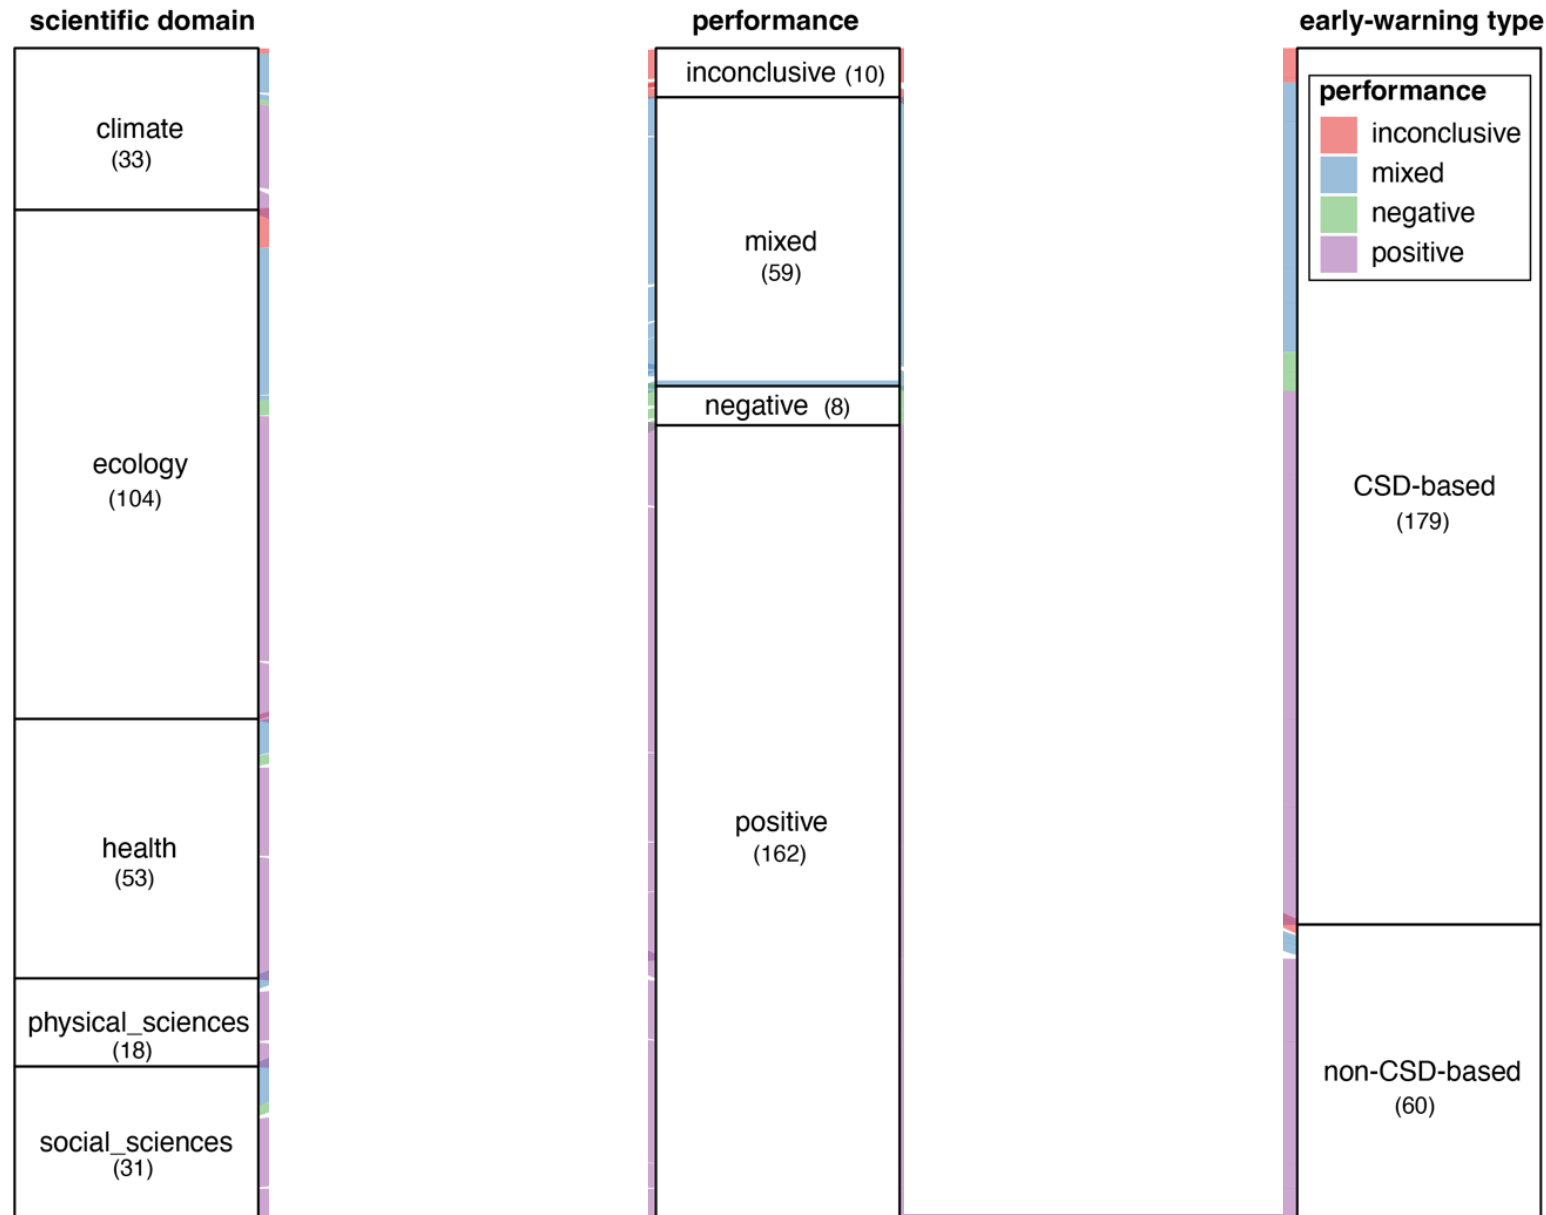 scientific domain
performance
early-warning type
climate
(33)
ecology
(104)
health
(53)
physical_sciences
(18)
social_sciences
(31)
inconclusive (10)
mixed
(59)
negative (8)
positive
(162)
performance
inconclusive
mixed
negative
positive
CSD-based
(179)
non-CSD-based
(60)